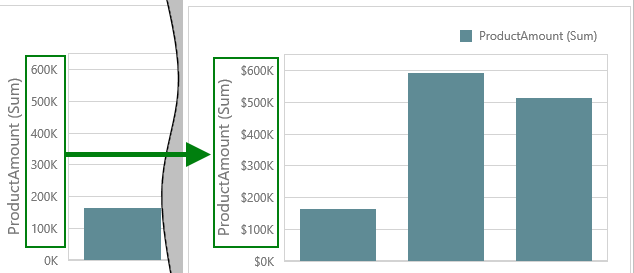 ProductAmount (Sum)
600K
500K
400K
300K
200K
100K
0K
ProductAmount (Sum)
ProductAmount (Sum)
$600K
$500K
$400K
$300K
$200K
$100K
$0K